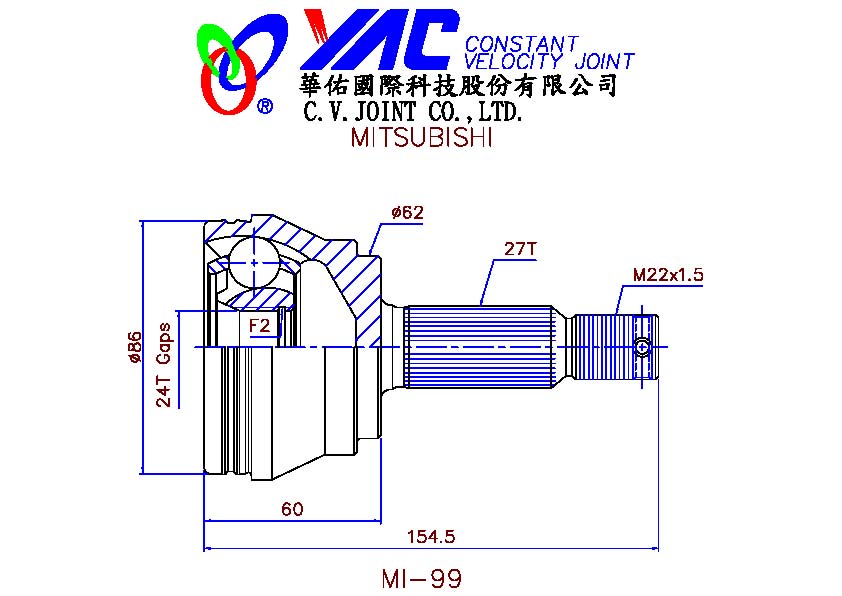 YAC CONSTANT
VELOCITY JOINT
®
華佑國際科技股份有限公司
C.V.JOINT CO.,LTD.
MITSUBISHI
ø62
27T
M22x1.5
F2
ø86
24T Gaps
60
154.5
MI-99